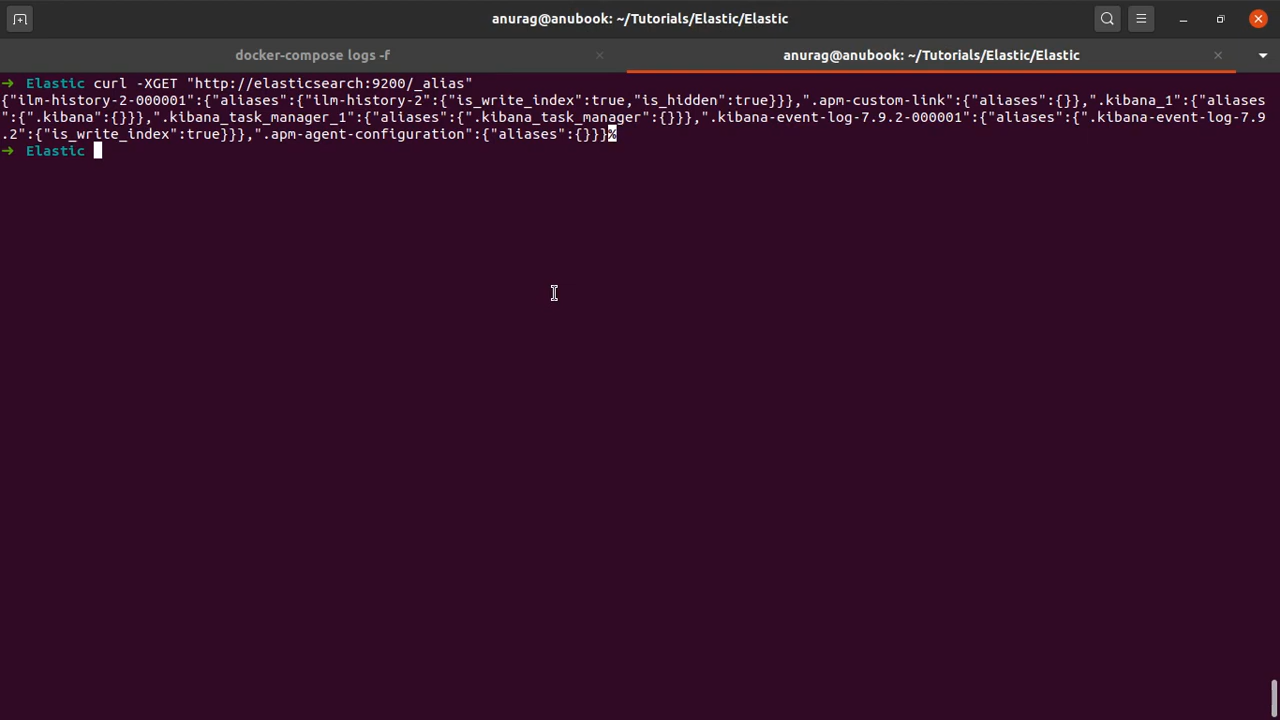 anurag@anubook: ~/Tutorials/Elastic/Elastic
docker-compose logs -f
anurag@anubook: ~/Tutorials/Elastic/Elastic
➜ Elastic curl -XGET "http://elasticsearch:9200/_alias"
{"ilm-history-2-000001":{"aliases":{"ilm-history-2":{"is_write_index":true,"is_hidden":true}}},".apm-custom-link":{"aliases":{}},".kibana_1":{"aliases
":{".kibana":{}}},".kibana_task_manager_1":{"aliases":{".kibana_task_manager":{}}},".kibana-event-log-7.9.2-000001":{"aliases":{".kibana-event-log-7.9
.2":{"is_write_index":true}}},".apm-agent-configuration":{"aliases":{}}}%
➜ Elastic